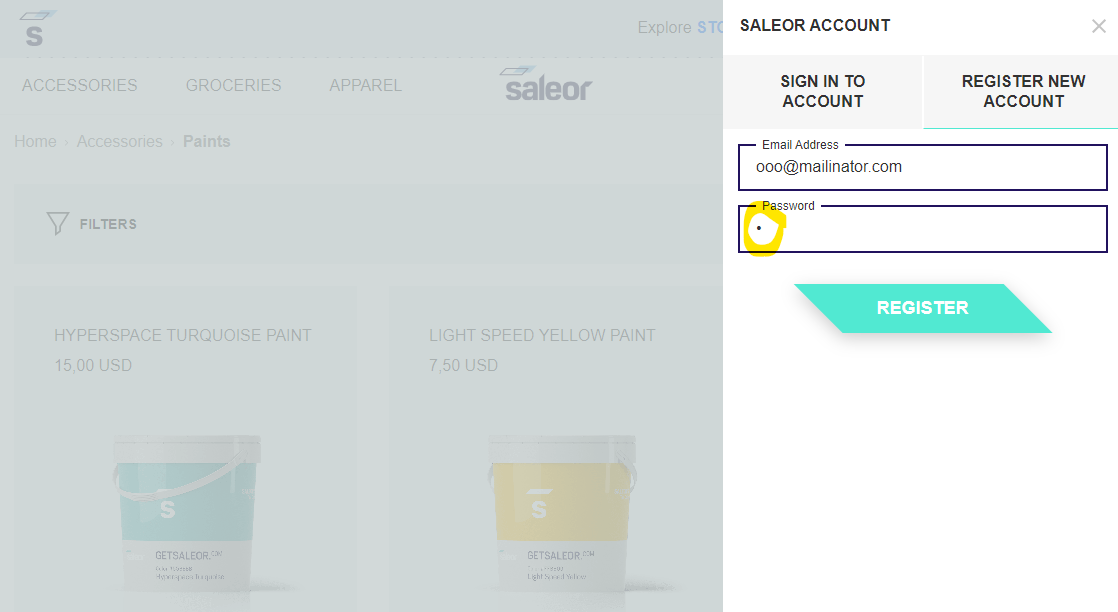 S
Explore STO
SALEOR ACCOUNT
ACCESSORIES GROCERIES APPAREL
saleor
SIGN IN TO ACCOUNT
REGISTER NEW ACCOUNT
Home › Accessories › Paints
Email Address
ooo@mailinator.com
Password
•
FILTERS
REGISTER
HYPERSPACE TURQUOISE PAINT
15,00 USD
LIGHT SPEED YELLOW PAINT
7,50 USD
S
GETSALEOR.COM
Hyperspace Turquoise
S
GETSALEOR.COM
Light Speed Yellow